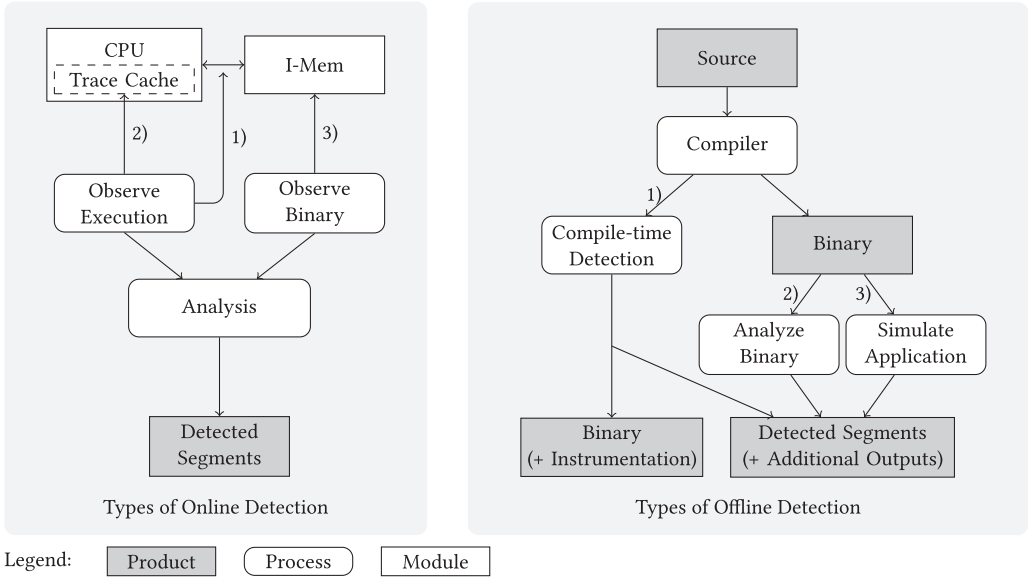 CPU
Trace Cache
I-Mem
2)
1)
3)
Observe
Execution
Observe
Binary
Analysis
Detected
Segments
Types of Online Detection
Source
Compiler
1)
Compile-time
Detection
Binary
2)
3)
Analyze
Binary
Simulate
Application
Binary
(+ Instrumentation)
Detected Segments
(+ Additional Outputs)
Types of Offline Detection
Legend:
Product
Process
Module